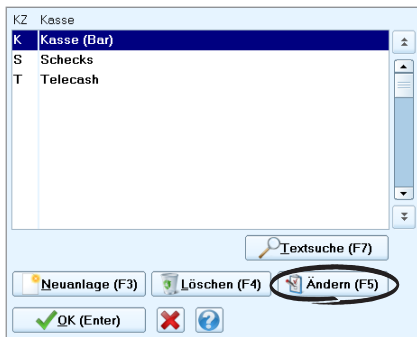 KZ Kasse
K Kasse (Bar)
S Schecks
T Telecash
Textsuche (F7)
Neuanlage (F3) Löschen (F4) Ändern (F5)
OK (Enter) ?